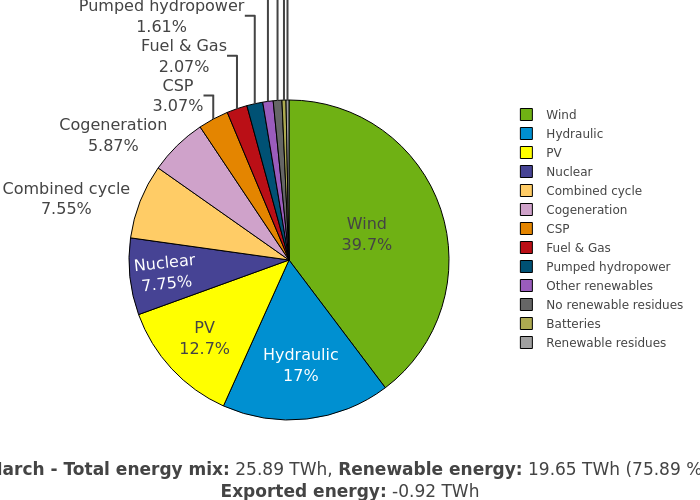 Pumped hydropower
1.61%
Fuel & Gas
2.07%
CSP
3.07%
Cogeneration
5.87%
Combined cycle
7.55%
Nuclear
7.75%
PV
12.7%
Hydraulic
17%
Wind
39.7%
Wind
Hydraulic
PV
Nuclear
Combined cycle
Cogeneration
CSP
Fuel & Gas
Pumped hydropower
Other renewables
No renewable residues
Batteries
Renewable residues
arch - Total energy mix: 25.89 TWh, Renewable energy: 19.65 TWh (75.89 %
Exported energy: -0.92 TWh